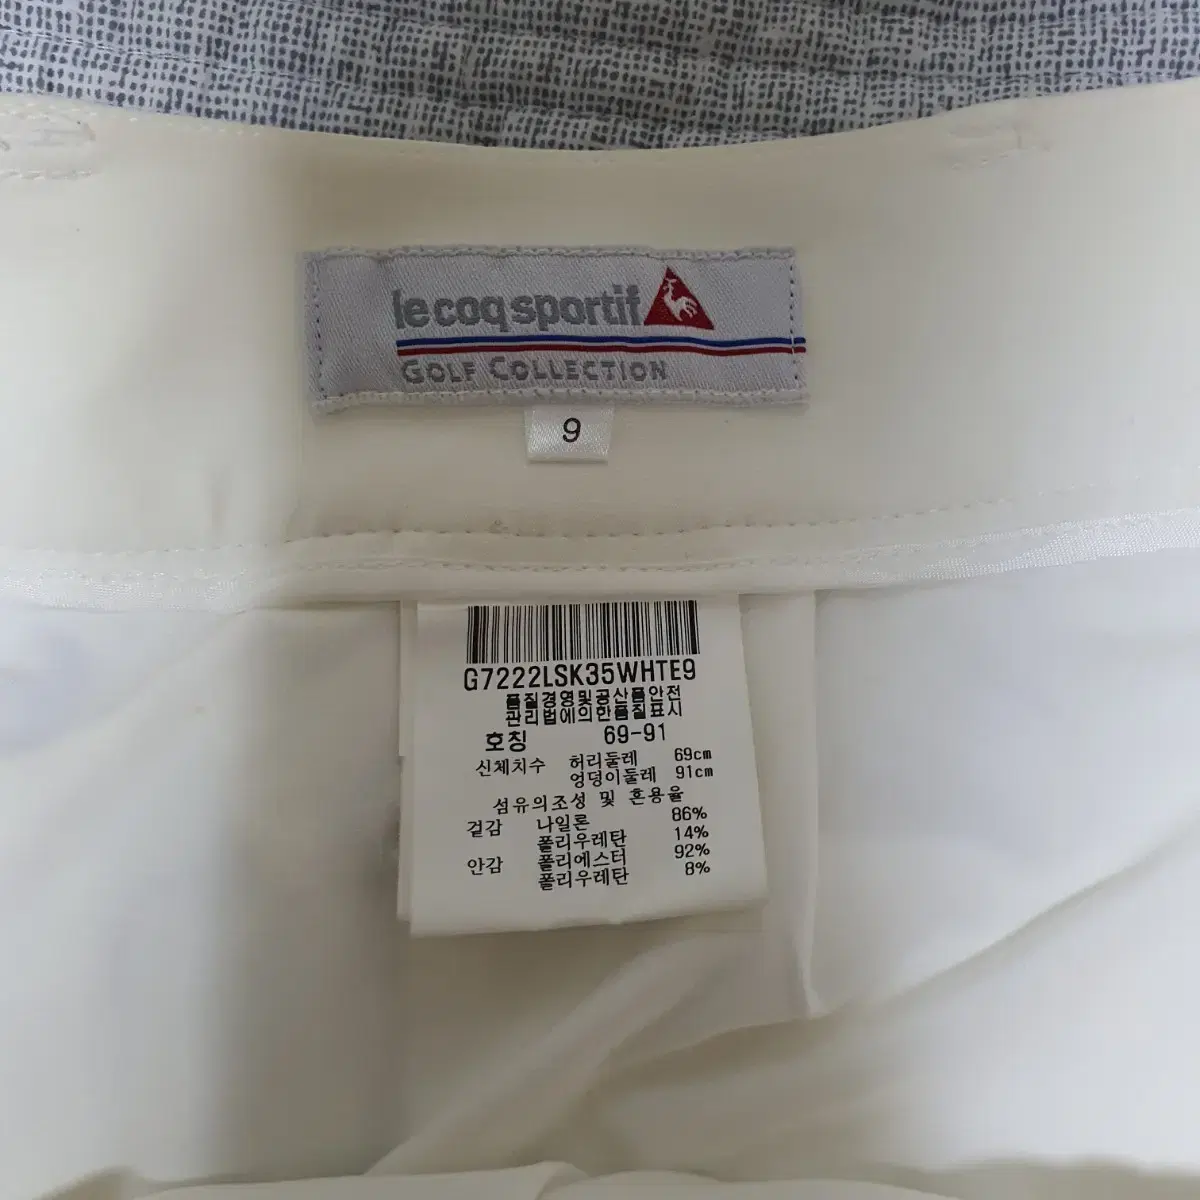 le coq sportif
GOLF COLLECTION
9
G7222LSK35WHTE9
품질경영및공산품안전
관리법에의한품질표시
호칭 69-91
신체치수 허리둘레 69cm
엉덩이둘레 91cm
섬유의조성 및 혼용율
겉감 나일론 86%
폴리우레탄 14%
안감 폴리에스터 92%
폴리우레탄 8%